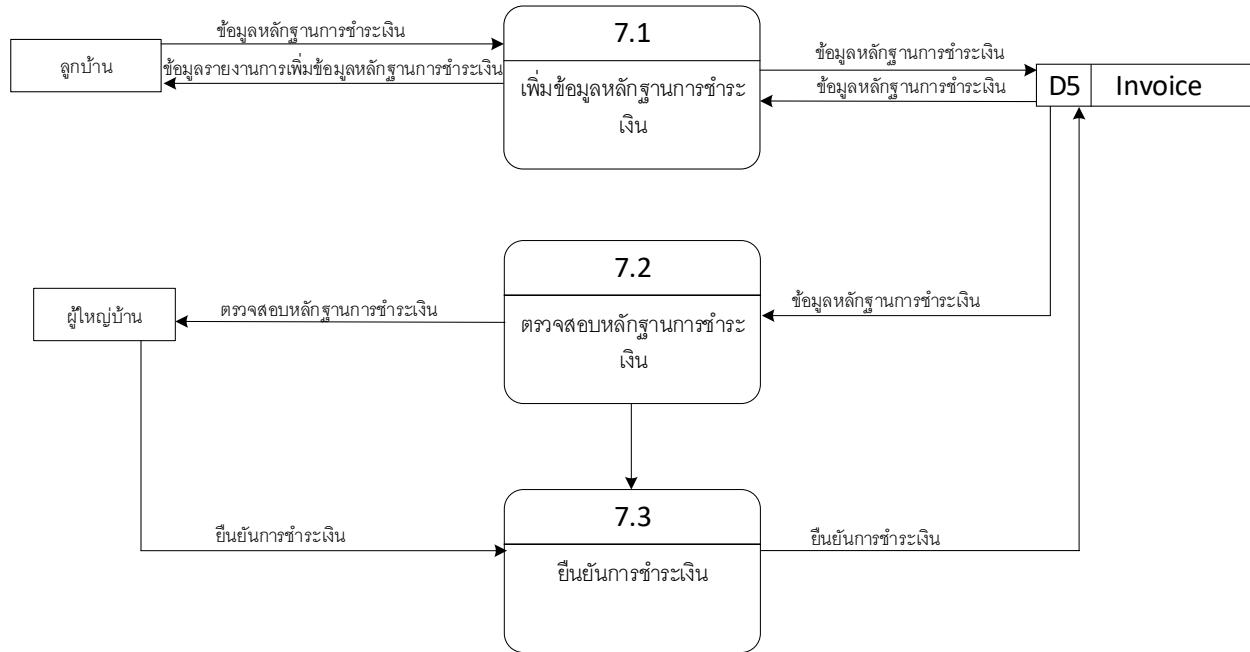 ข้อมูลหลักฐานการชำระเงิน
7.1
ลูกบ้าน
ข้อมูลรายงานการเพิ่มข้อมูลหลักฐานการชำระเงิน
เพิ่มข้อมูลหลักฐานการชำระ
เงิน
ข้อมูลหลักฐานการชำระเงิน
ข้อมูลหลักฐานการชำระเงิน
D5 Invoice
7.2
ผู้ใหญ่บ้าน
ตรวจสอบหลักฐานการชำระเงิน
ตรวจสอบหลักฐานการชำระ
เงิน
ข้อมูลหลักฐานการชำระเงิน
7.3
ยืนยันการชำระเงิน
ยืนยันการชำระเงิน
ยืนยันการชำระเงิน